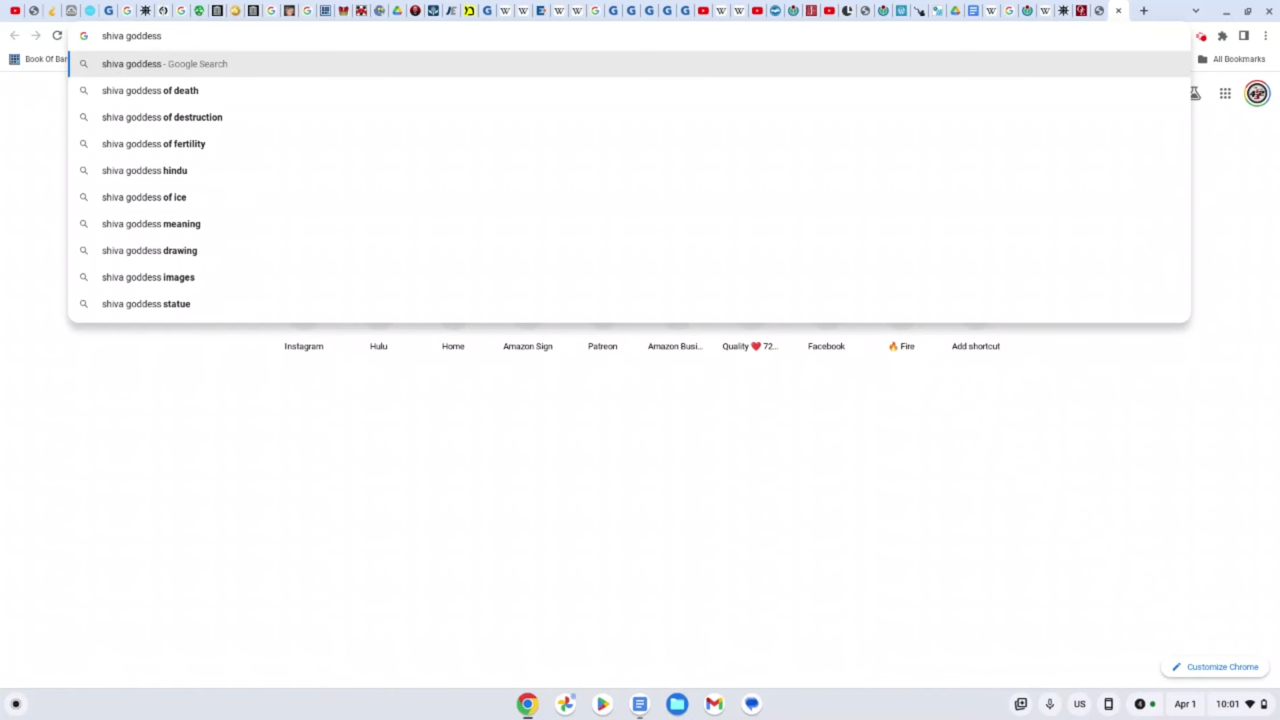 shiva goddess
Book Of Bar
All Bookmarks
shiva goddess - Google Search
shiva goddess of death
shiva goddess of destruction
shiva goddess of fertility
shiva goddess hindu
shiva goddess of ice
shiva goddess meaning
shiva goddess drawing
shiva goddess images
shiva goddess statue
Instagram Hulu Home Amazon Sign Patreon Amazon Busi... Quality ❤️ 72... Facebook 🔥 Fire Add shortcut
Customize Chrome
US 4 Apr 1 10:01